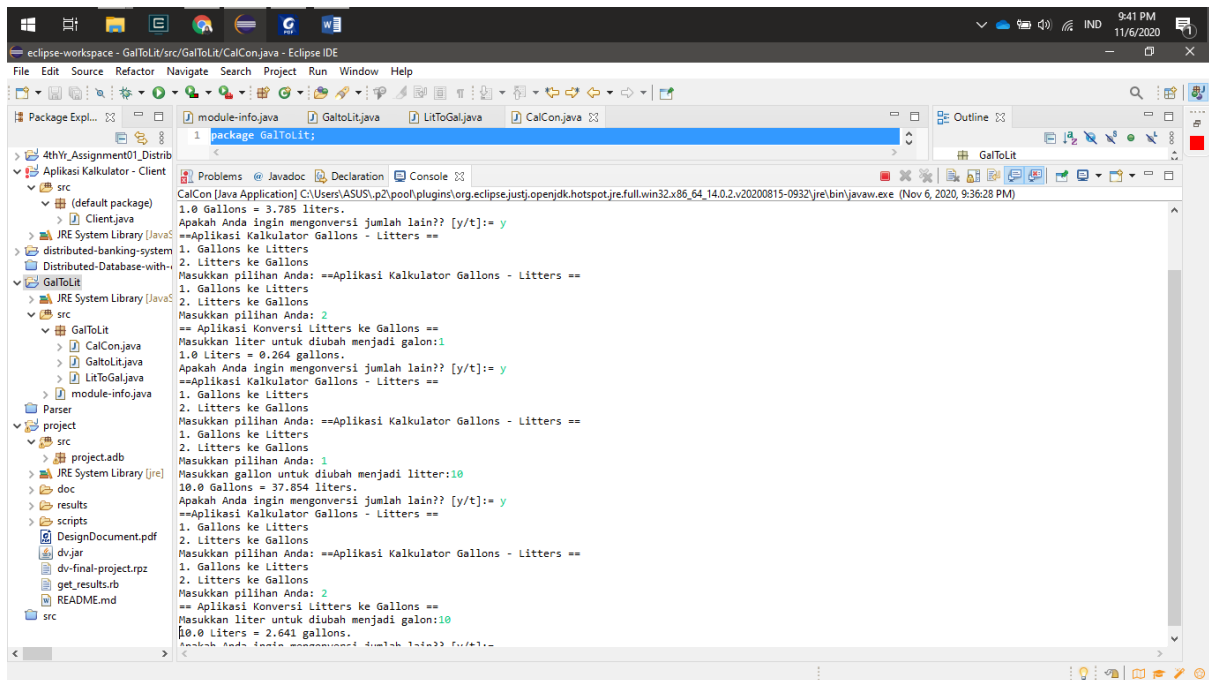 9:41 PM
IND
11/6/2020
eclipse-workspace - GalToLit/src/GalToLit/CalCon.java - Eclipse IDE
File Edit Source Refactor Navigate Search Project Run Window Help
Package Expl...
4thYr_Assignment01_Distrib
Aplikasi Kalkulator - Client
src
(default package)
Client.java
JRE System Library [JavaS
distributed-banking-system
Distributed-Database-with-
GalToLit
JRE System Library [JavaS
src
GalToLit
CalCon.java
GaltoLit.java
LitToGal.java
module-info.java
Parser
project
src
project.adb
JRE System Library [jre]
doc
results
scripts
DesignDocument.pdf
dv.jar
dv-final-project.rpz
get_results.rb
README.md
src
module-info.java GaltoLit.java LitToGal.java CalCon.java
1 package GalToLit;
Outline
GalToLit
Problems Javadoc Declaration Console
CalCon [Java Application] C:\Users\ASUS\.p2\pool\plugins\org.eclipse.justj.openjdk.hotspot.jre.full.win32.x86_64_14.0.2.v20200815-0932\jre\bin\javaw.exe (Nov 6, 2020, 9:36:28 PM)
1.0 Gallons = 3.785 liters.
Apakah Anda ingin mengonversi jumlah lain?? [y/t]:= y
==Aplikasi Kalkulator Gallons - Litters ==
1. Gallons ke Litters
2. Litters ke Gallons
Masukkan pilihan Anda: ==Aplikasi Kalkulator Gallons - Litters ==
1. Gallons ke Litters
2. Litters ke Gallons
Masukkan pilihan Anda: 2
== Aplikasi Konversi Litters ke Gallons ==
Masukkan liter untuk diubah menjadi galon:1
1.0 Liters = 0.264 gallons.
Apakah Anda ingin mengonversi jumlah lain?? [y/t]:= y
==Aplikasi Kalkulator Gallons - Litters ==
1. Gallons ke Litters
2. Litters ke Gallons
Masukkan pilihan Anda: ==Aplikasi Kalkulator Gallons - Litters ==
1. Gallons ke Litters
2. Litters ke Gallons
Masukkan pilihan Anda: 1
Masukkan gallon untuk diubah menjadi litter:10
10.0 Gallons = 37.854 liters.
Apakah Anda ingin mengonversi jumlah lain?? [y/t]:= y
==Aplikasi Kalkulator Gallons - Litters ==
1. Gallons ke Litters
2. Litters ke Gallons
Masukkan pilihan Anda: ==Aplikasi Kalkulator Gallons - Litters ==
1. Gallons ke Litters
2. Litters ke Gallons
Masukkan pilihan Anda: 2
== Aplikasi Konversi Litters ke Gallons ==
Masukkan liter untuk diubah menjadi galon:10
10.0 Liters = 2.641 gallons.
Apakah Anda ingin mengonversi jumlah lain?? [y/t]:=